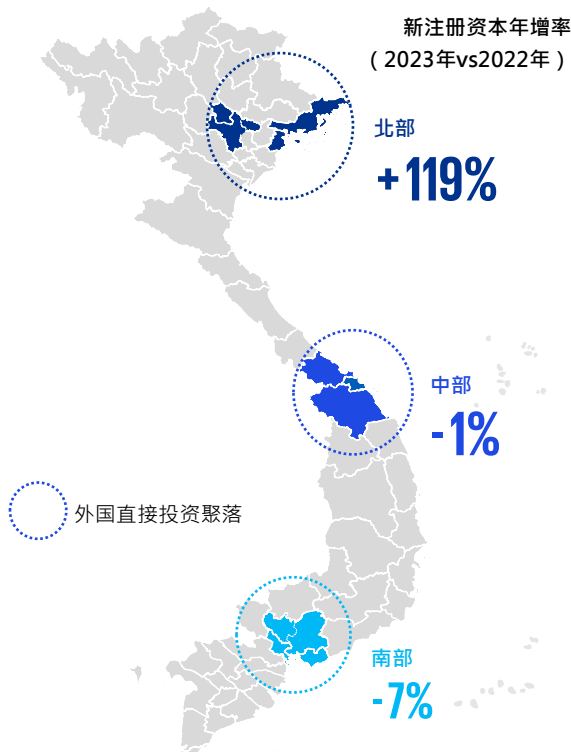 新注册资本年增率
（2023年vs2022年）
北部
+119%
中部
-1%
外国直接投资聚落
南部
-7%